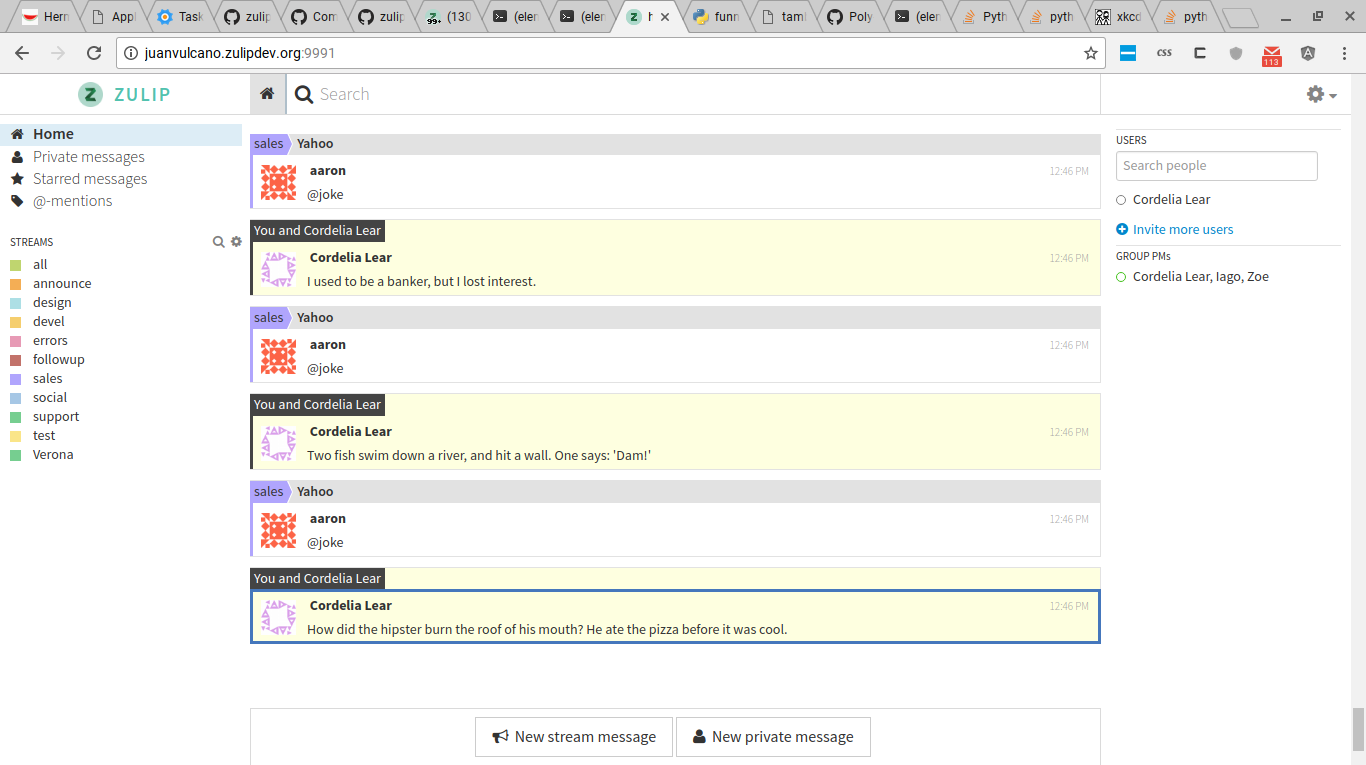 Hern
Appl
Task
zulip
Com
zulip
99+ (130
(eler
(eler
h
funn
taml
Poly
(eler
Pyth
pyth
xkcd
pyth
juanvulcano.zulipdev.org:9991
css
113
ZULIP
Search
Home
Private messages
Starred messages
@-mentions
STREAMS
all
announce
design
devel
errors
followup
sales
social
support
test
Verona
sales Yahoo
aaron 12:46 PM
@joke
You and Cordelia Lear
Cordelia Lear 12:46 PM
I used to be a banker, but I lost interest.
sales Yahoo
aaron 12:46 PM
@joke
You and Cordelia Lear
Cordelia Lear 12:46 PM
Two fish swim down a river, and hit a wall. One says: 'Dam!'
sales Yahoo
aaron 12:46 PM
@joke
You and Cordelia Lear
Cordelia Lear 12:46 PM
How did the hipster burn the roof of his mouth? He ate the pizza before it was cool.
New stream message
New private message
USERS
Search people
Cordelia Lear
Invite more users
GROUP PMs
Cordelia Lear, Iago, Zoe